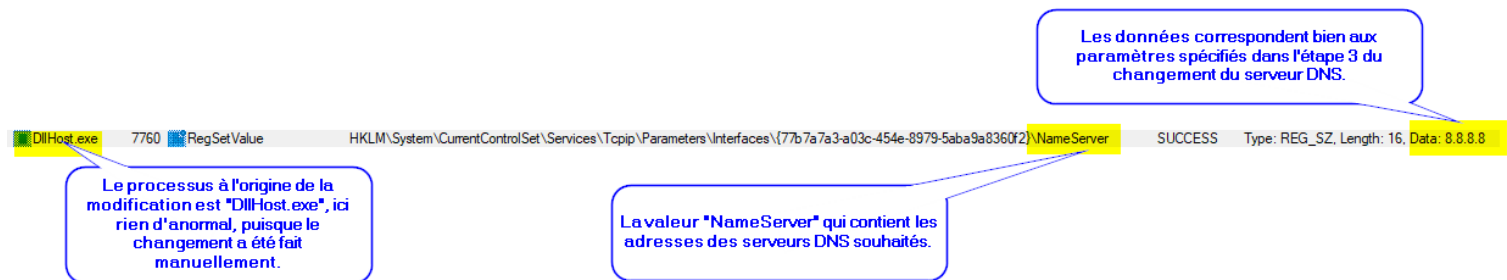 Les données correspondent bien aux
paramètres spécifiés dans l'étape 3 du
changement du serveur DNS.
DllHost.exe 7760 RegSetValue HKLM\System\CurrentControlSet\Services\Tcpip\Parameters\Interfaces\{77b7a7a3-a03c-454e-8979-5aba9a8360f2}\NameServer SUCCESS Type: REG_SZ, Length: 16, Data: 8.8.8.8
Le processus à l'origine de la
modification est "DllHost.exe", ici
rien d'anormal, puisque le
changement a été fait
manuellement.
La valeur "NameServer" qui contient les
adresses des serveurs DNS souhaités.